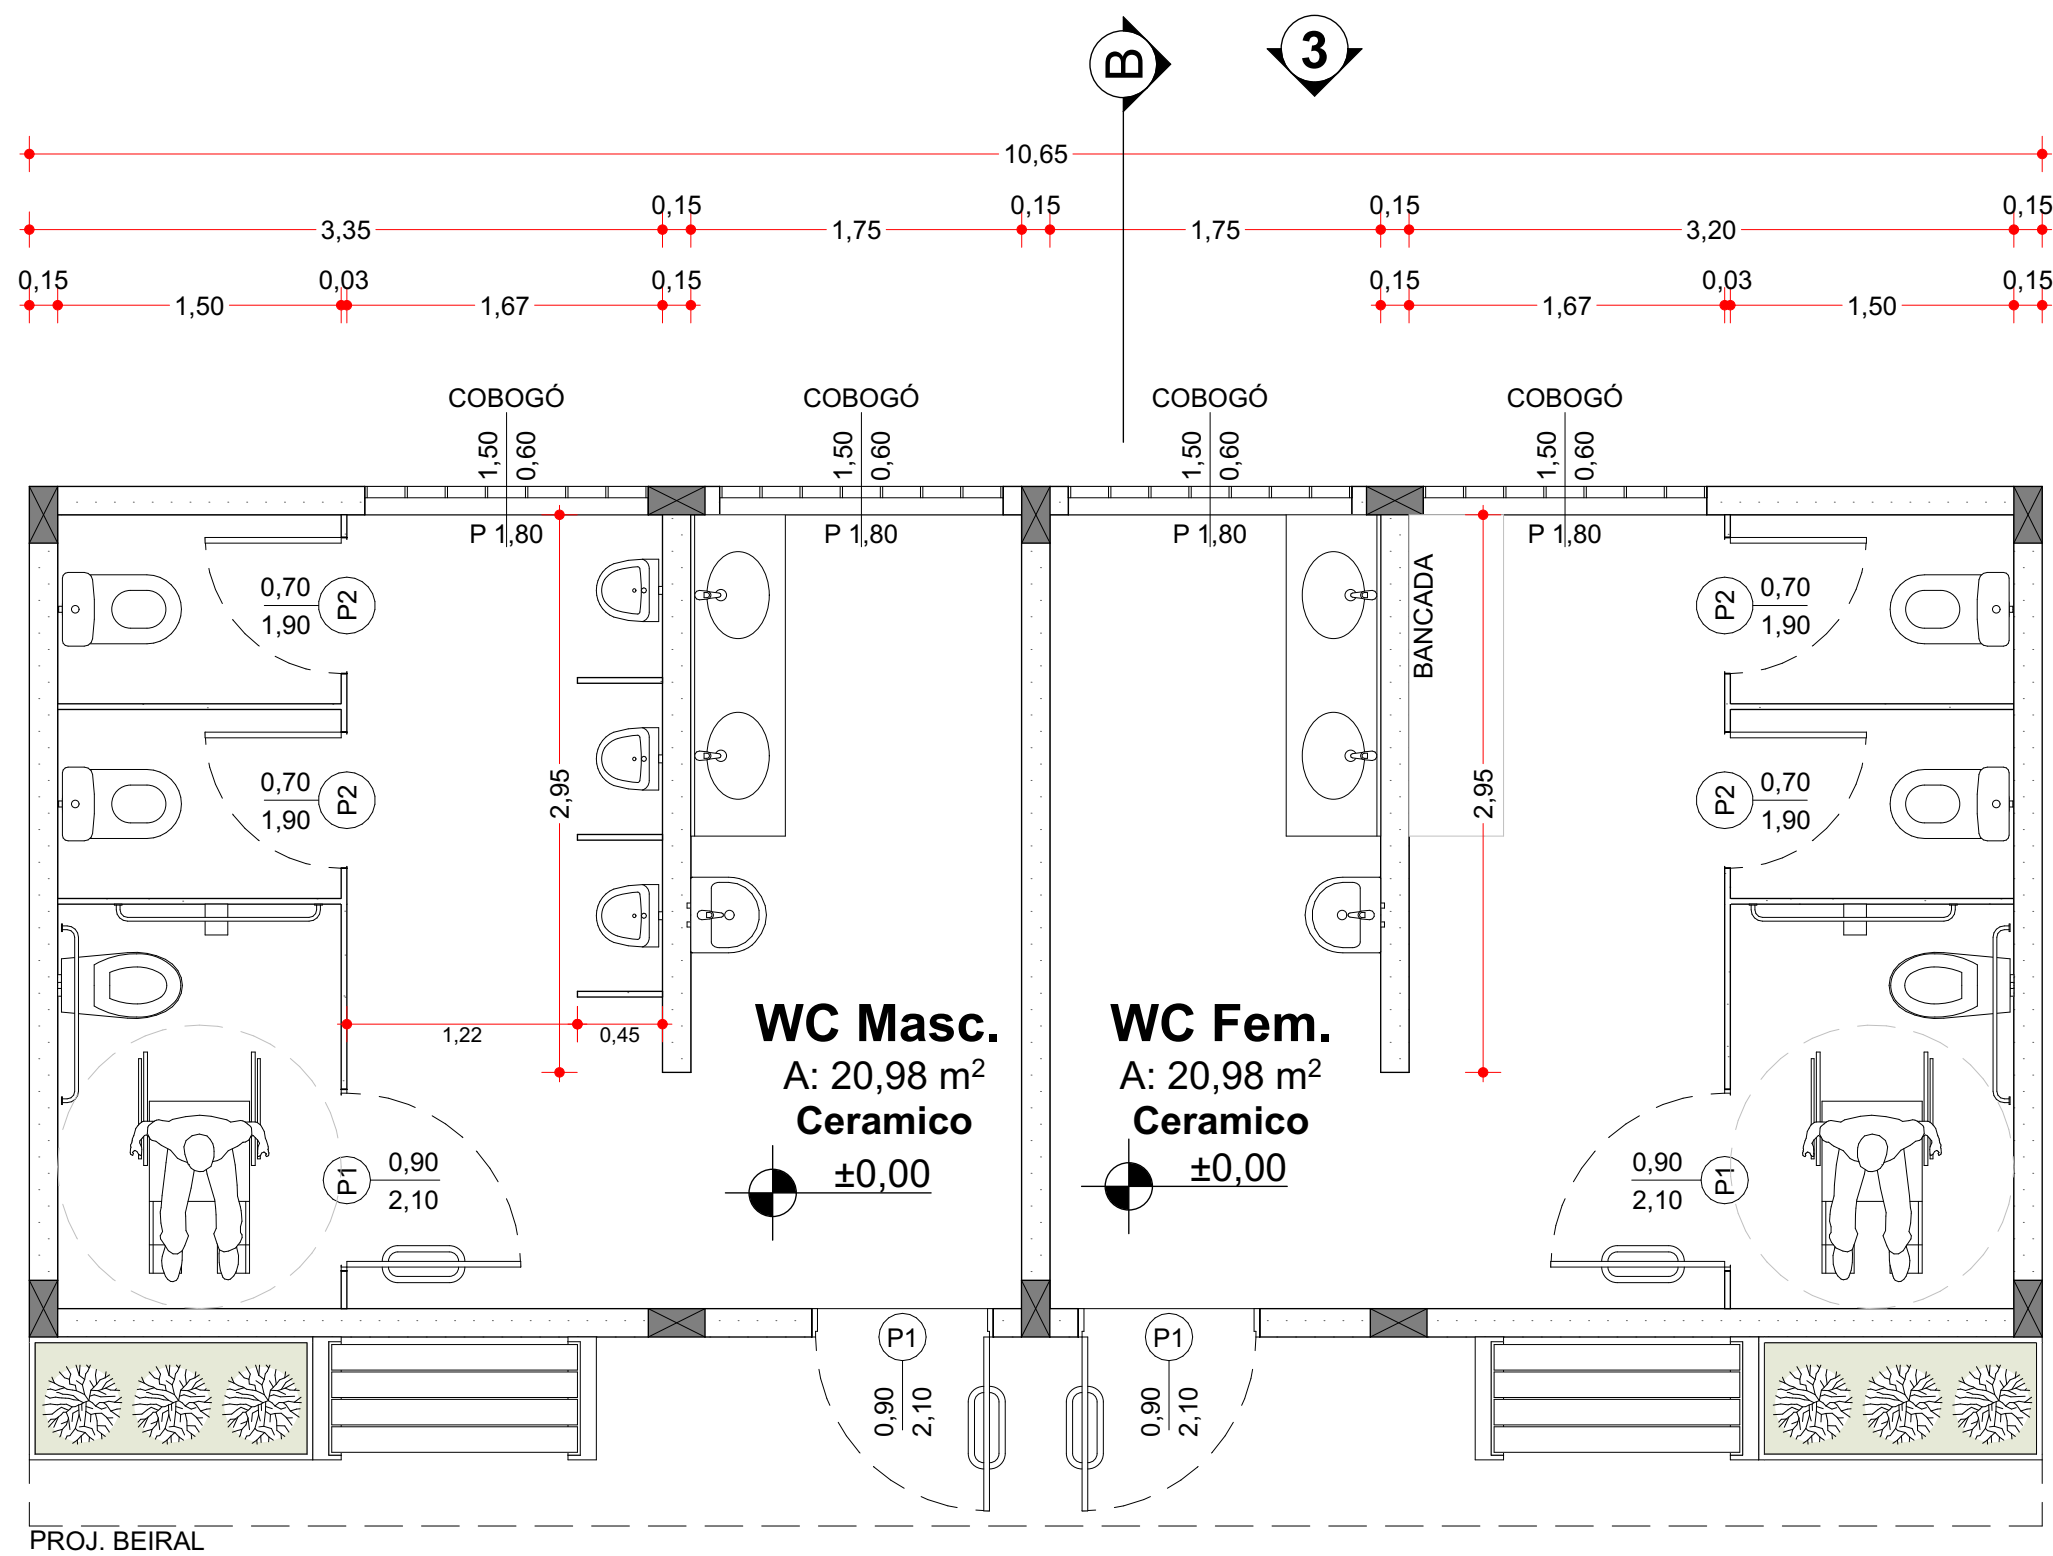 B
3
10,65
0,15 0,15 0,15 0,15
3,35 1,75 1,75 3,20
0,15 0,03 0,15 0,15 0,03 0,15
1,50 1,67 1,67 1,50
COBOGÓ COBOGÓ COBOGÓ COBOGÓ
1,50 0,60 1,50 0,60 1,50 0,60 1,50 0,60
P 1,80 P 1,80 P 1,80 P 1,80
BANCADA
0,70 P2 P2 0,70
1,90 1,90
0,70 P2 2,95 2,95 P2 0,70
1,90 1,90
WC Masc. WC Fem.
1,22 0,45
A: 20,98 m² A: 20,98 m²
Ceramico Ceramico
±0,00 ±0,00
P1 0,90 0,90 P1
2,10 2,10
P1 P1
0,90 2,10 0,90 2,10
PROJ. BEIRAL